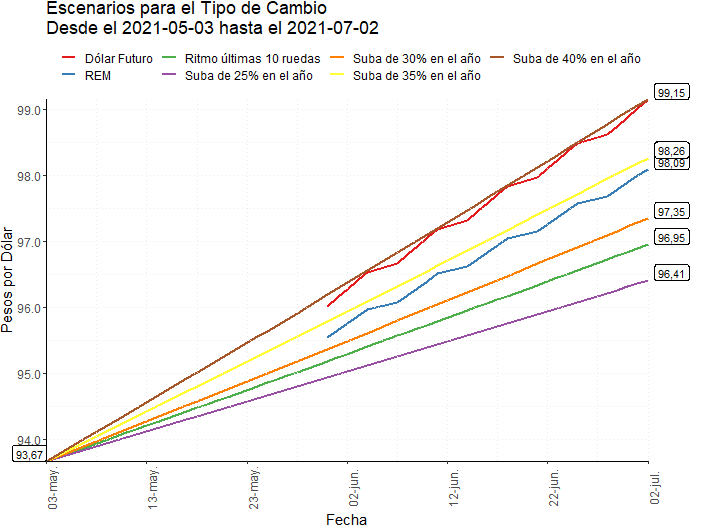 Escenarios para el Tipo de Cambio
Desde el 2021-05-03 hasta el 2021-07-02
Dólar Futuro Ritmo últimas 10 ruedas Suba de 30% en el año Suba de 40% en el año
REM Suba de 25% en el año Suba de 35% en el año
99,15
99.0
98,26
98,09
98.0
97,35
97.0
96,95
96,41
96.0
95.0
94.0
93,67
Pesos por Dólar
03-may. 13-may. 23-may. 02-jun. 12-jun. 22-jun. 02-jul.
Fecha